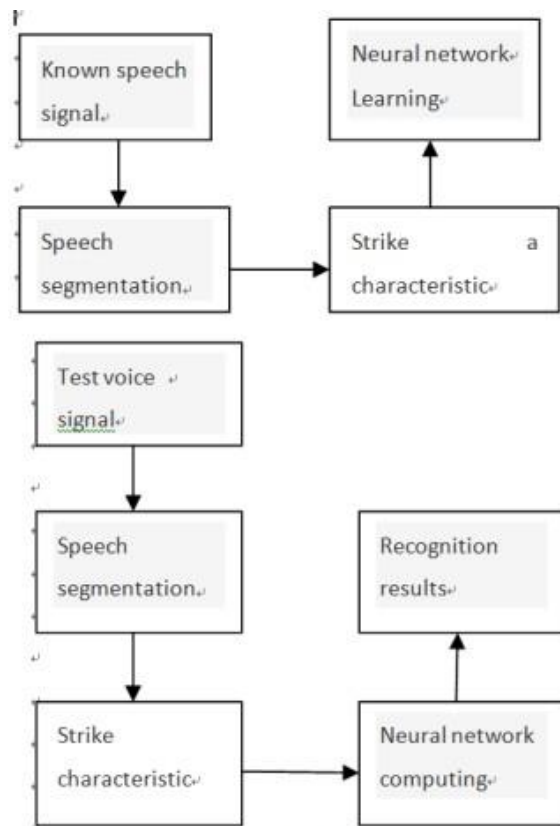 Known speech
signal
Neural network
Learning
Speech
segmentation
Strike a
characteristic
Test voice
signal
Speech
segmentation
Recognition
results
Strike
characteristic
Neural network
computing